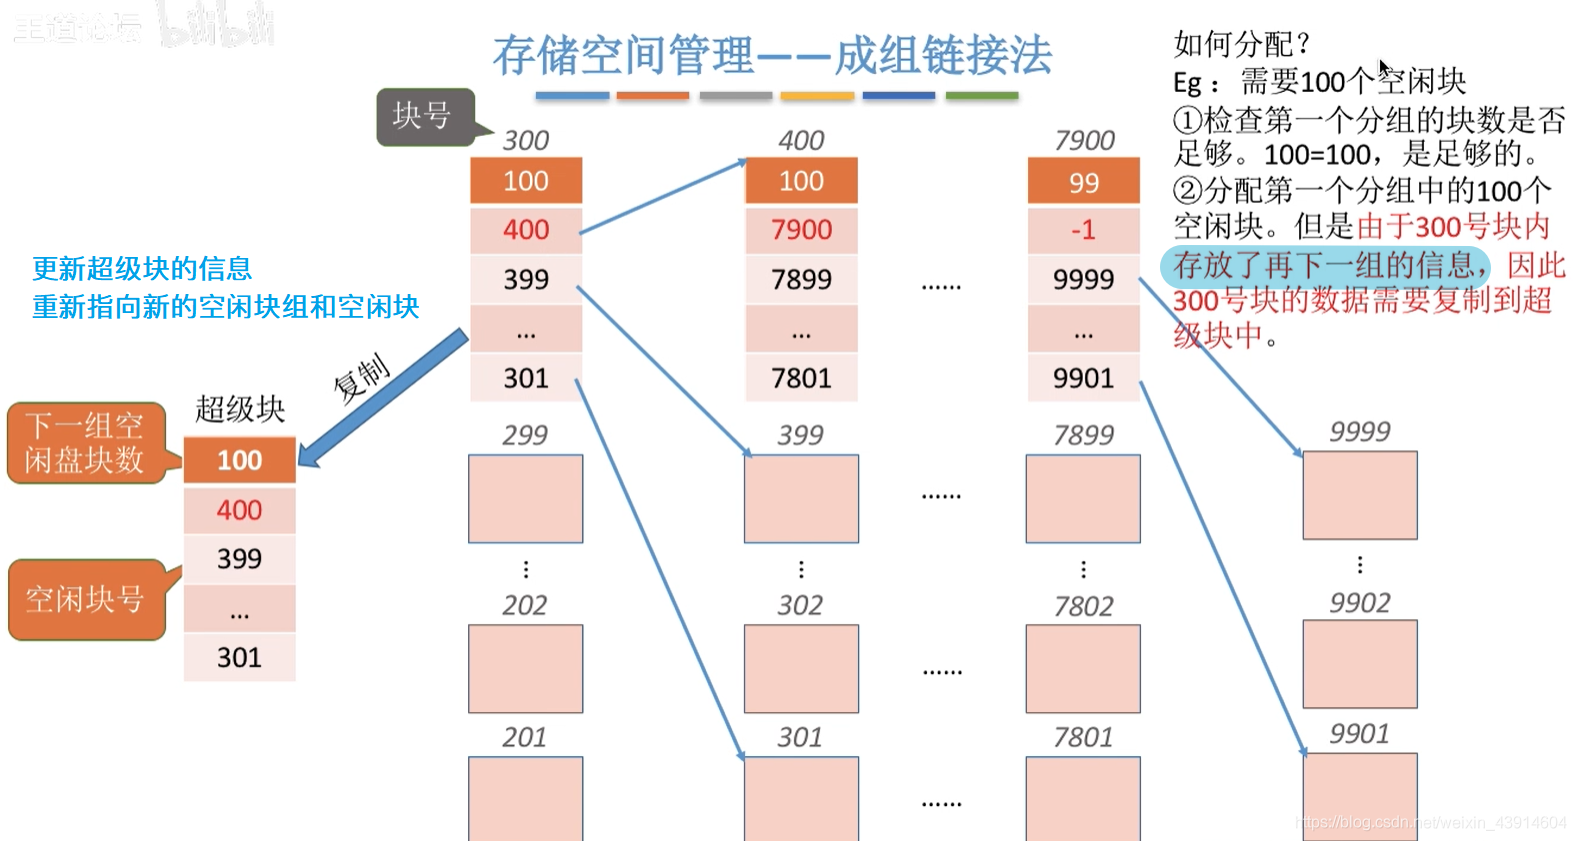 王道论坛 bilibili
存储空间管理——成组链接法
如何分配？
Eg：需要100个空闲块
①检查第一个分组的块数是否
足够。100=100，是足够的。
②分配第一个分组中的100个
空闲块。但是由于300号块内
存放了再下一组的信息，因此
300号块的数据需要复制到超
级块中。
块号
300
100
400
399
...
301
400
100
7900
7899
...
7801
7900
99
-1
9999
...
9901
......
更新超级块的信息
重新指向新的空闲块组和空闲块
复制
超级块
下一组空
闲盘块数
空闲块号
100
400
399
...
301
299
399
......
7899
9999
⋮
⋮
⋮
⋮
202
302
......
7802
9902
201
301
......
7801
9901
https://blog.csdn.net/weixin_43914604